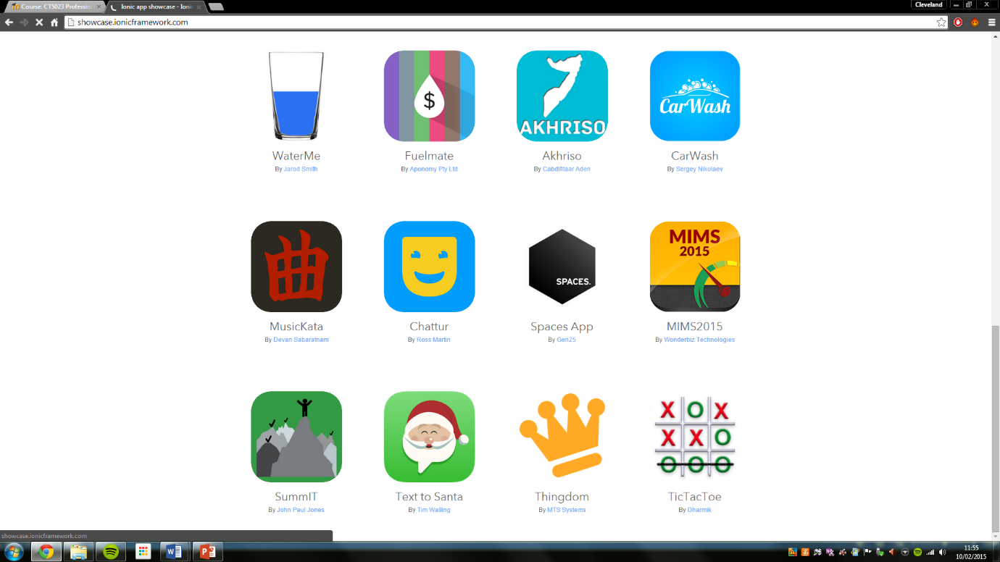 Course: CT5023 Profession
Ionic app showcase - Ioni
Cleveland
showcase.ionicframework.com
$
AKHRISO
CarWash
WaterMe
Fuelmate
Akhriso
CarWash
By Jarod Smith
By Aponomy Pty Ltd
By Cabdifitaar Aden
By Sergey Nikolaev
曲
SPACES.
MIMS
2015
MusicKata
Chattur
Spaces App
MIMS2015
By Devan Sabaratnam
By Ross Martin
By Gen25
By Wonderbiz Technologies
X O X
X X O
O O O
SummIT
Text to Santa
Thingdom
TicTacToe
By John Paul Jones
By Tim Walling
By MTS Systems
By Dharmik
showcase.ionicframework.com
11:55
10/02/2015